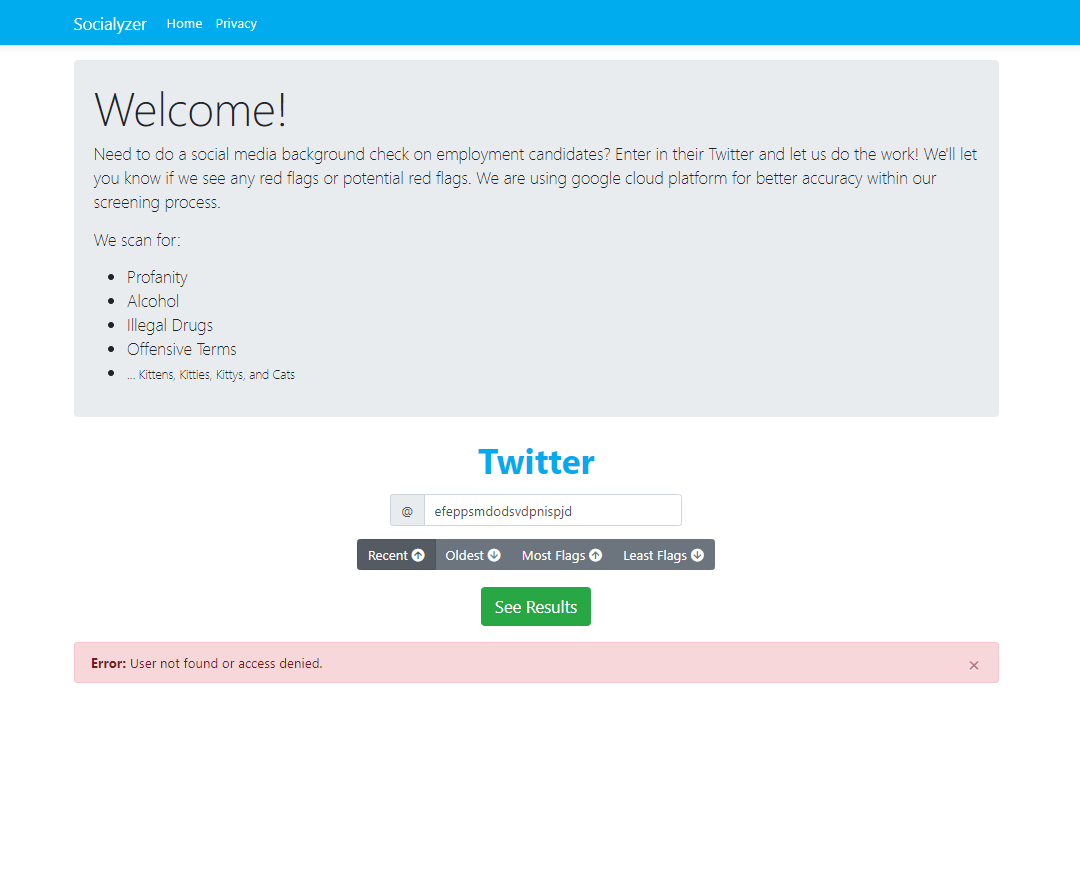 Socialyzer Home Privacy
Welcome!
Need to do a social media background check on employment candidates? Enter in their Twitter and let us do the work! We'll let
you know if we see any red flags or potential red flags. We are using google cloud platform for better accuracy within our
screening process.
We scan for:
Profanity
Alcohol
Illegal Drugs
Offensive Terms
... Kittens, Kitties, Kittys, and Cats
Twitter
@ efeppsmdodsvdpnispjd
Recent Oldest Most Flags Least Flags
See Results
Error: User not found or access denied. ×